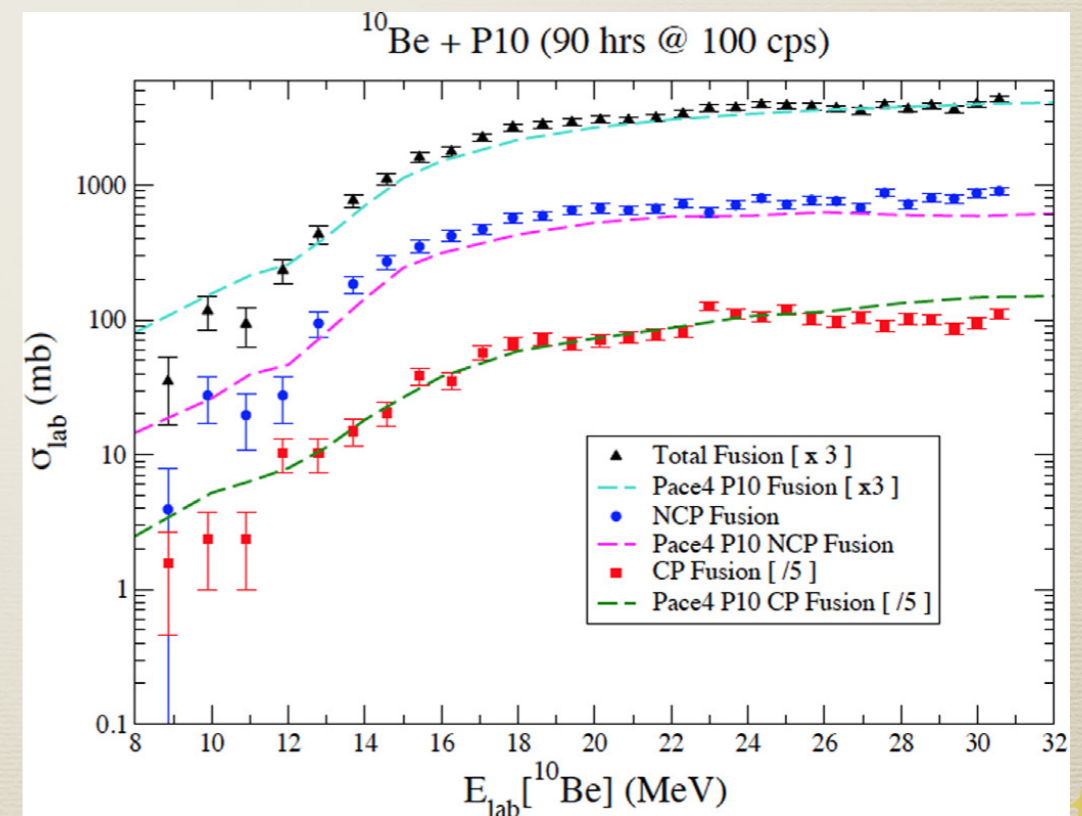 ¹⁰Be + P10 (90 hrs @ 100 cps)
σlab (mb)
1000
100
10
1
0.1
Total Fusion [ x 3 ]
Pace4 P10 Fusion [ x3 ]
NCP Fusion
Pace4 P10 NCP Fusion
CP Fusion [ /5 ]
Pace4 P10 CP Fusion [ /5 ]
8 10 12 14 16 18 20 22 24 26 28 30 32
Elab[¹⁰Be] (MeV)